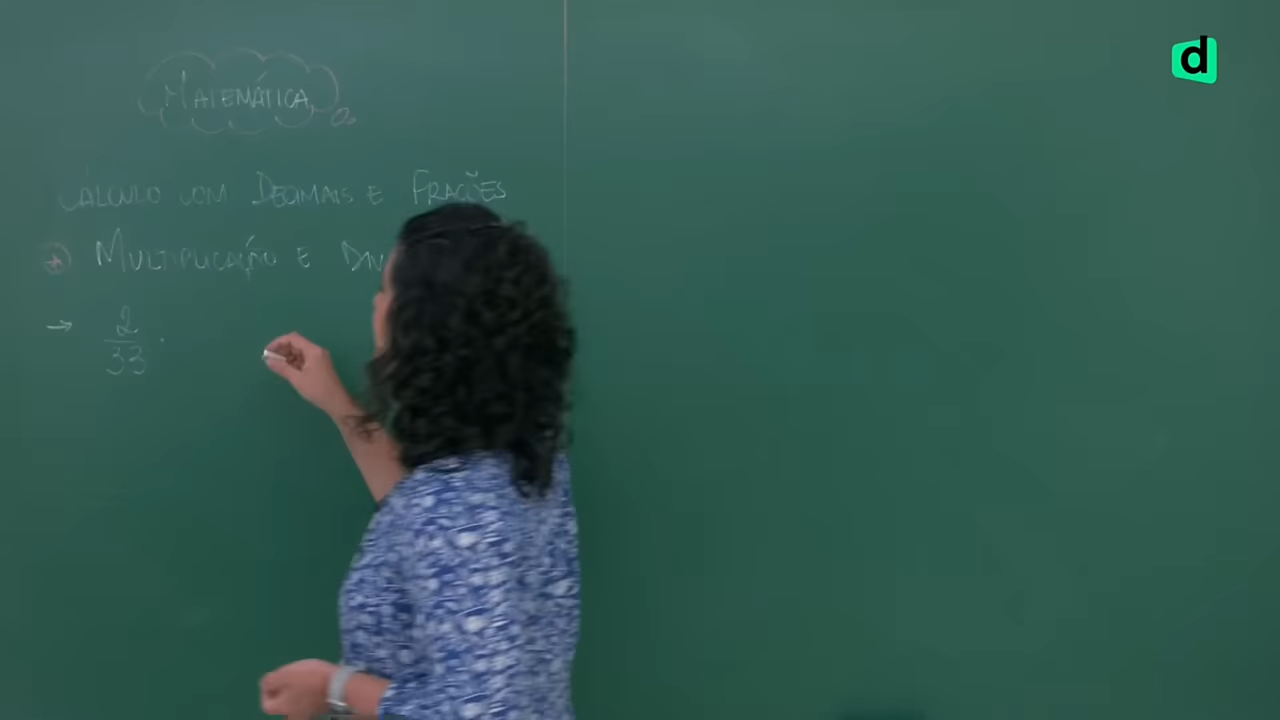 MATEMÁTICA
CÁLCULO COM DECIMAIS E FRAÇÕES
MULTIPLICAÇÃO E DIV
→ 2/33 ·
d